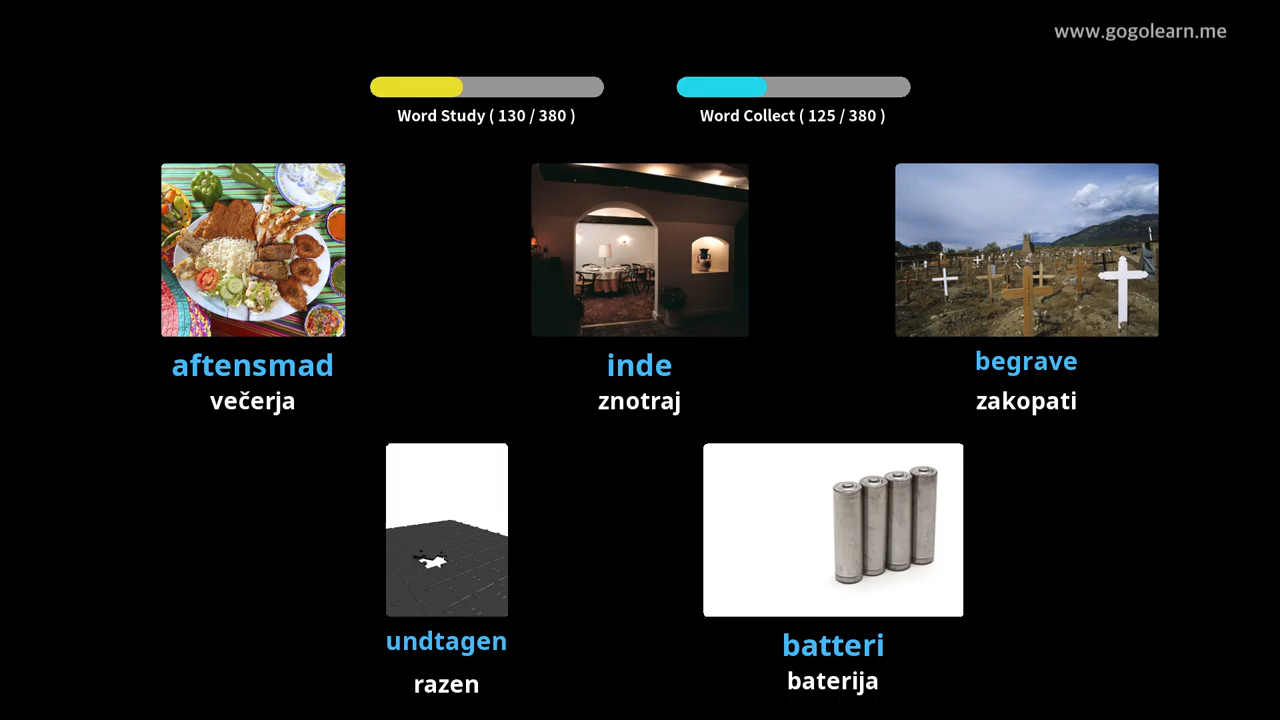 www.gogolearn.me
Word Study ( 130 / 380 )
Word Collect ( 125 / 380 )
aftensmad
večerja
inde
znotraj
begrave
zakopati
undtagen
razen
batteri
baterija